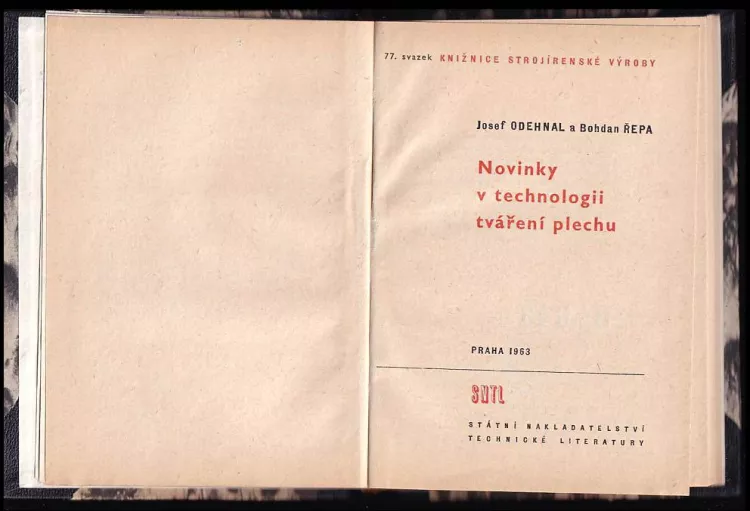 77. svazek KNIŽNICE STROJÍRENSKÉ VÝROBY
Josef ODEHNAL a Bohdan ŘEPA
Novinky
v technologii
tváření plechu
PRAHA 1963
SNTL
STÁTNÍ NAKLADATELSTVÍ
TECHNICKÉ LITERATURY